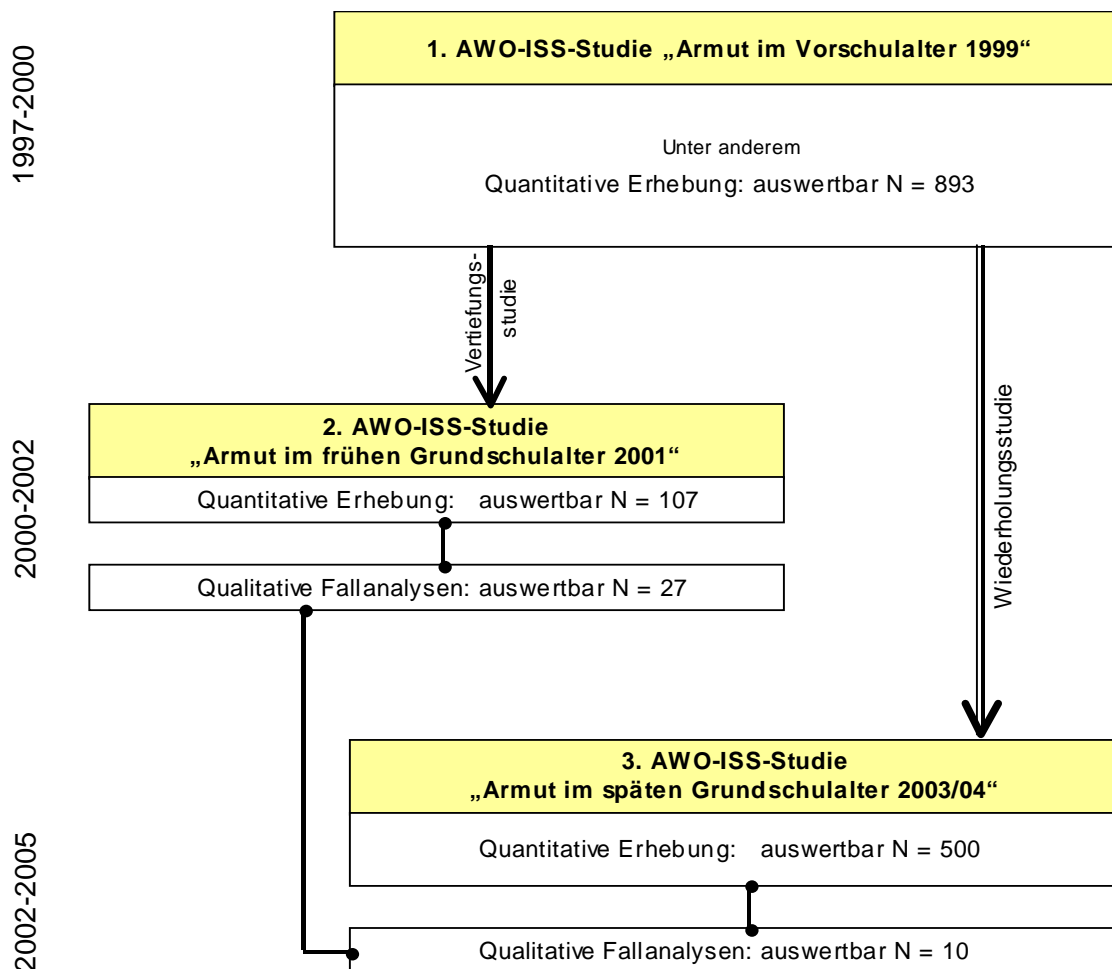 1997-2000
1. AWO-ISS-Studie „Armut im Vorschulalter 1999“
Unter anderem
Quantitative Erhebung: auswertbar N = 893
Vertiefungs-
studie
Wiederholungsstudie
2000-2002
2. AWO-ISS-Studie
„Armut im frühen Grundschulalter 2001“
Quantitative Erhebung: auswertbar N = 107
Qualitative Fallanalysen: auswertbar N = 27
2002-2005
3. AWO-ISS-Studie
„Armut im späten Grundschulalter 2003/04“
Quantitative Erhebung: auswertbar N = 500
Qualitative Fallanalysen: auswertbar N = 10